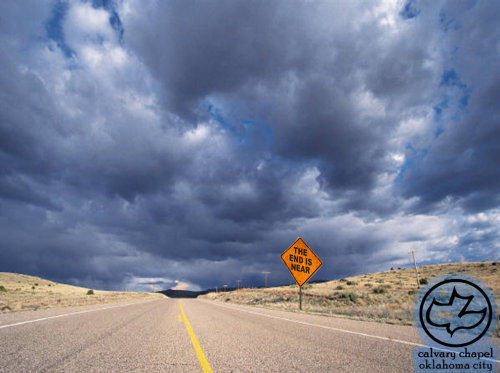 THE
END IS
NEAR
calvary chapel
oklahoma city